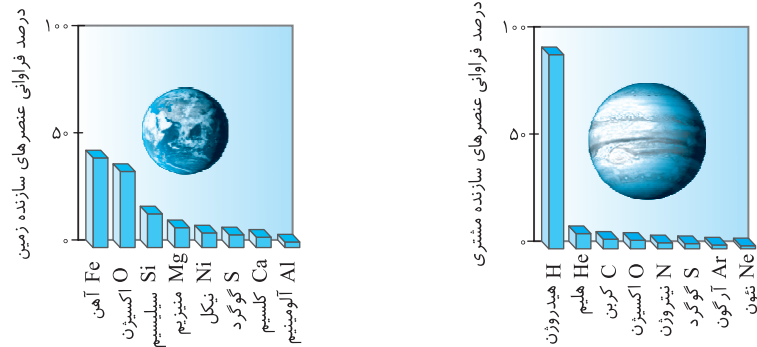 درصد فراوانی عنصرهای سازنده زمین
۱۰۰
۵۰
۰
Fe آهن
O اکسیژن
Si سیلیسیم
Mg منیزیم
Ni نیکل
S گوگرد
Ca کلسیم
Al آلومینیم
درصد فراوانی عنصرهای سازنده مشتری
۱۰۰
۵۰
۰
H هیدروژن
He هلیم
C کربن
O اکسیژن
N نیتروژن
S گوگرد
Ar آرگون
Ne نئون